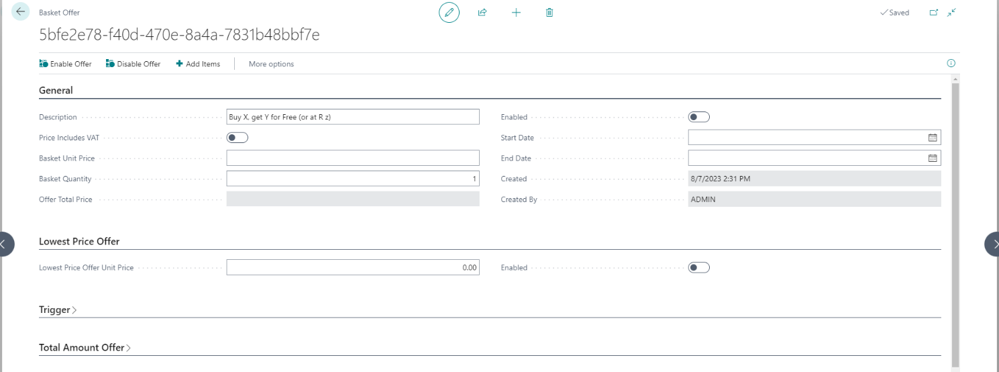 Basket Offer
Saved
5bfe2e78-f40d-470e-8a4a-7831b48bbf7e
Enable Offer Disable Offer Add Items More options
General
Description Buy X, get Y for Free (or at R z) Enabled
Price Includes VAT Start Date
Basket Unit Price End Date
Basket Quantity 1 Created 8/7/2023 2:31 PM
Offer Total Price Created By ADMIN
Lowest Price Offer
Lowest Price Offer Unit Price 0.00 Enabled
Trigger
Total Amount Offer